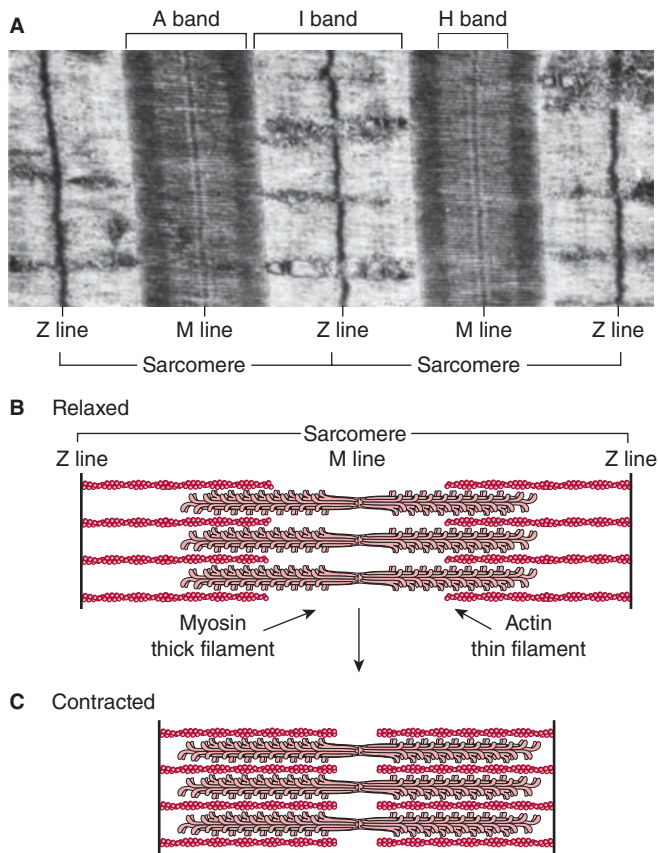 A
A band I band H band
Z line M line Z line M line Z line
Sarcomere Sarcomere
B Relaxed
Sarcomere
Z line M line Z line
Myosin Actin
thick filament thin filament
C Contracted